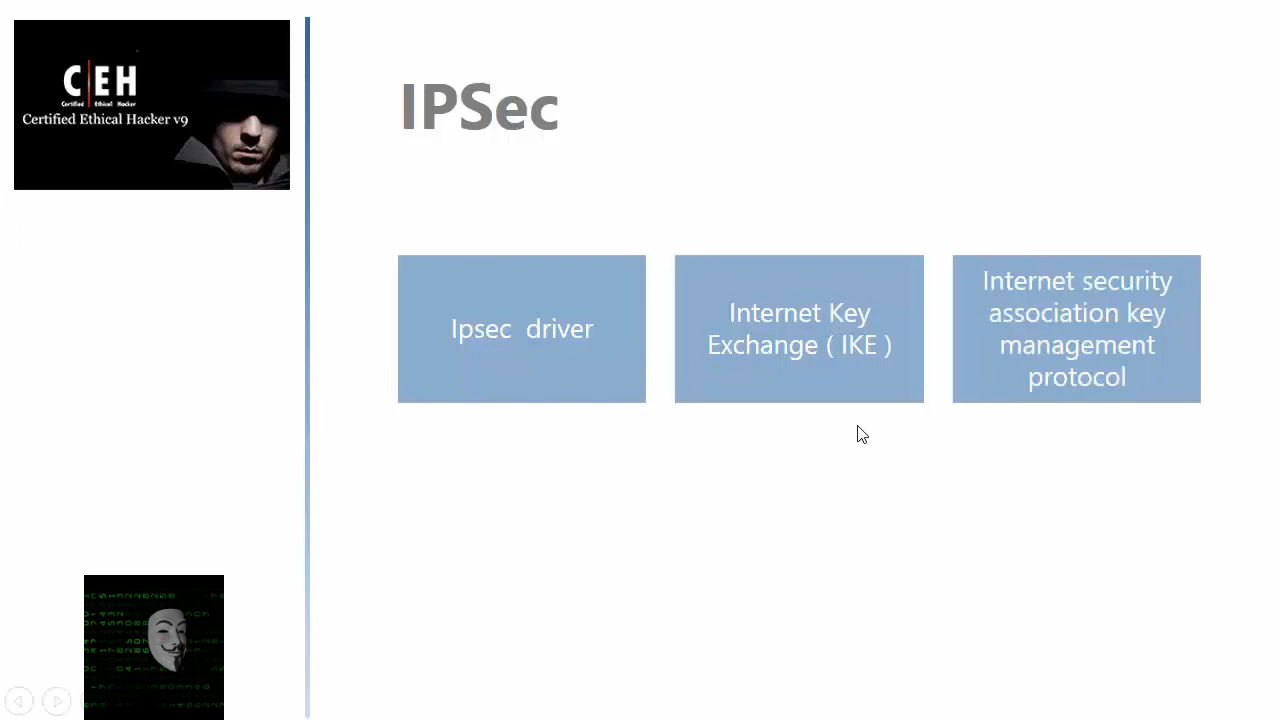 C EH
Certified Ethical Hacker
Certified Ethical Hacker v9
IPSec
Ipsec driver
Internet Key
Exchange ( IKE )
Internet security
association key
management
protocol